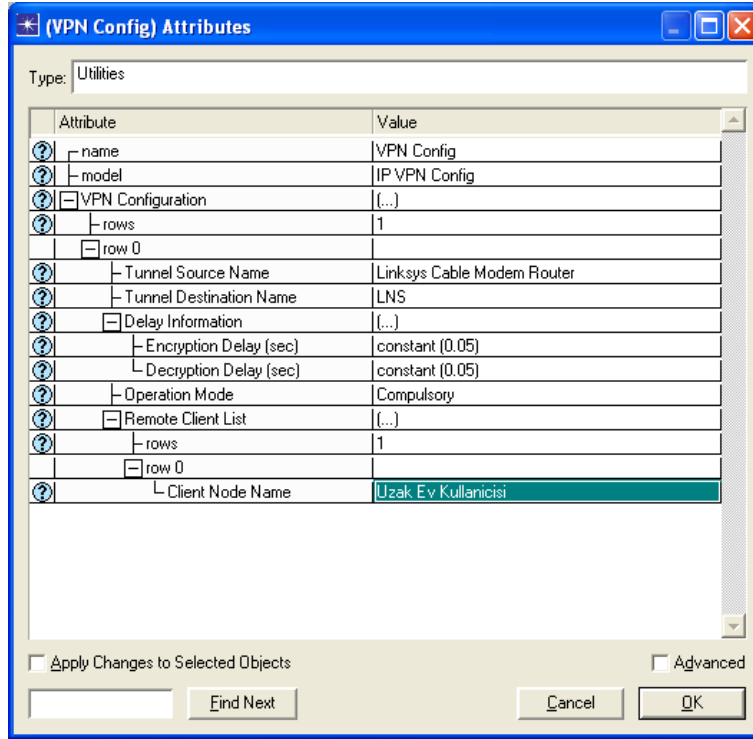 (VPN Config) Attributes
Type: Utilities
Attribute Value
name VPN Config
model IP VPN Config
VPN Configuration (...)
rows 1
row 0
Tunnel Source Name Linksys Cable Modem Router
Tunnel Destination Name LNS
Delay Information (...)
Encryption Delay (sec) constant (0.05)
Decryption Delay (sec) constant (0.05)
Operation Mode Compulsory
Remote Client List (...)
rows 1
row 0
Client Node Name Uzak Ev Kullanicisi
Apply Changes to Selected Objects Advanced
Find Next Cancel OK